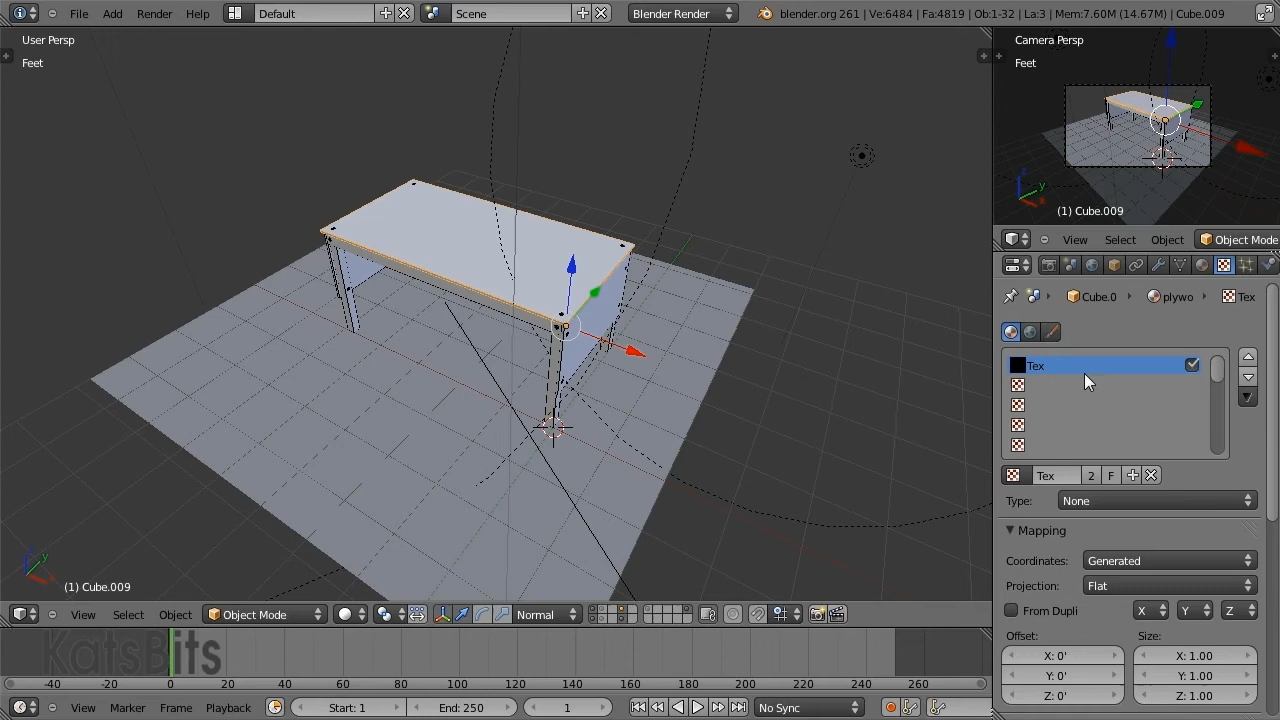 File Add Render Help Default Scene Blender Render blender.org 261 | Ve:6484 | Fa:4819 | Ob:1-32 | La:3 | Mem:7.60M (14.67M) | Cube.009
User Persp
Feet
Camera Persp
Feet
(1) Cube.009
View Select Object Object Mode
Cube.0 plywo Tex
Tex
Tex 2 F
Type: None
Mapping
Coordinates: Generated
Projection: Flat
From Dupli X Y Z
Offset: Size:
X: 0' X: 1.00
Y: 0' Y: 1.00
Z: 0' Z: 1.00
(1) Cube.009
View Select Object Object Mode Normal
KatsBits
-40 -20 0 20 40 60 80 100 120 140 160 180 200 220 240 260
View Marker Frame Playback Start: 1 End: 250 1 No Sync